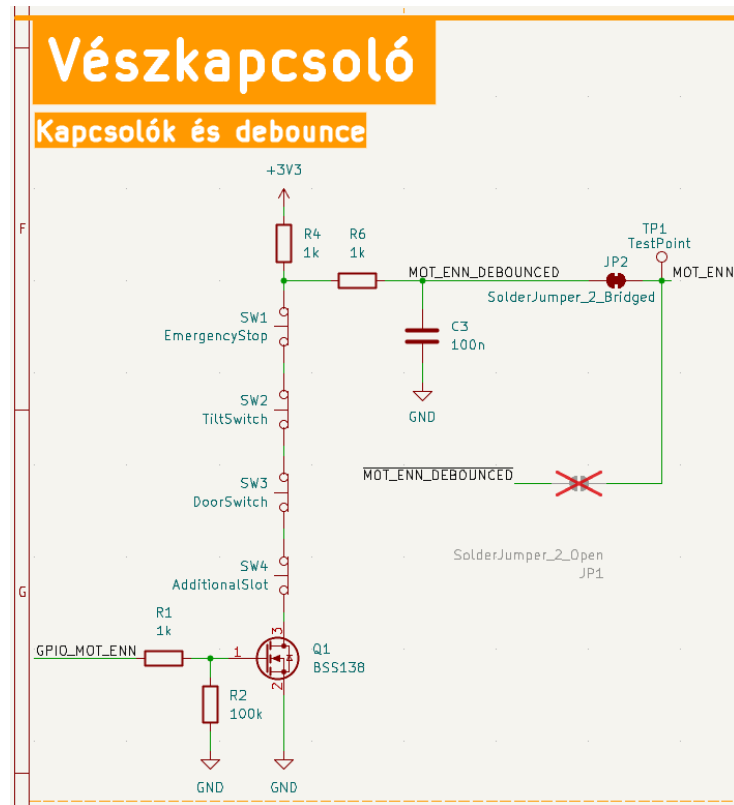 Vészkapcsoló
Kapcsolók és debounce
+3V3
F
R4
1k
R6
1k
TP1
TestPoint
JP2
MOT_ENN_DEBOUNCED
MOT_ENN
SolderJumper_2_Bridged
SW1
EmergencyStop
C3
100n
GND
SW2
TiltSwitch
MOT_ENN_DEBOUNCED
SW3
DoorSwitch
SolderJumper_2_Open
JP1
SW4
AdditionalSlot
G
R1
1k
GPIO_MOT_ENN
3
1
2
Q1
BSS138
R2
100k
GND
GND